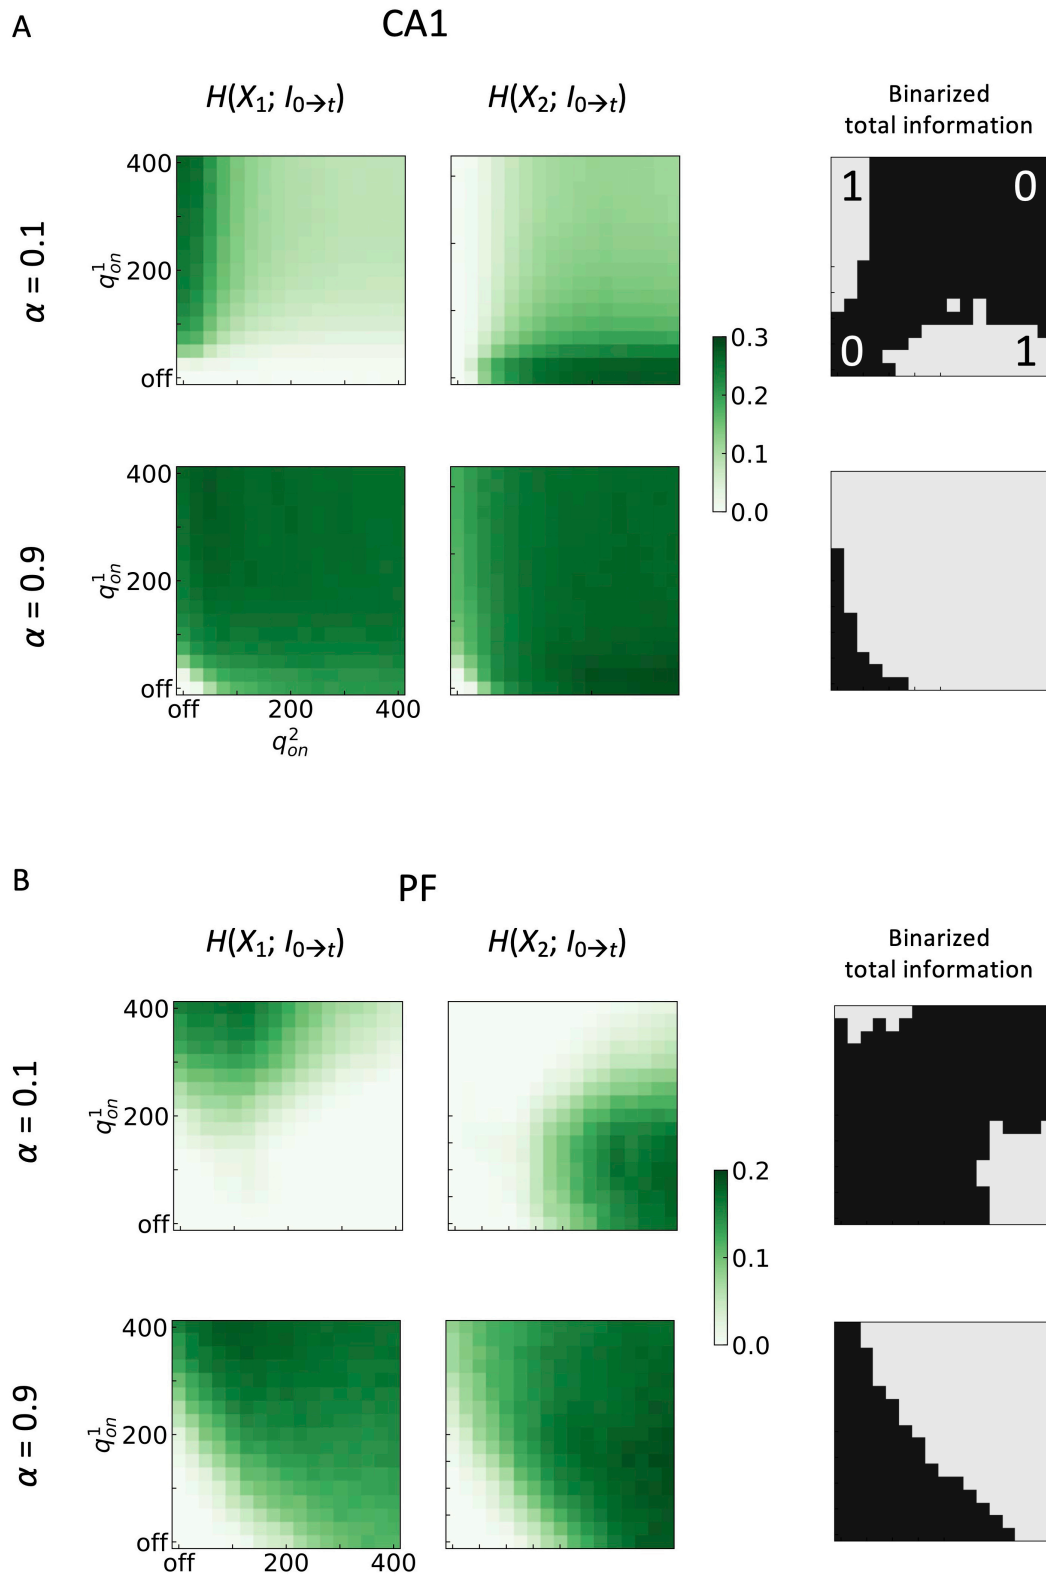 A
CA1
H(X₁; I₀→ₜ)
H(X₂; I₀→ₜ)
Binarized
total information
α = 0.1
400
200
off
q¹ₒₙ
1
0
0
1
0.3
0.2
0.1
0.0
α = 0.9
400
200
off
q¹ₒₙ
off
200
400
q²ₒₙ
B
PF
H(X₁; I₀→ₜ)
H(X₂; I₀→ₜ)
Binarized
total information
α = 0.1
400
200
off
q¹ₒₙ
0.2
0.1
0.0
α = 0.9
400
200
off
q¹ₒₙ
off
200
400